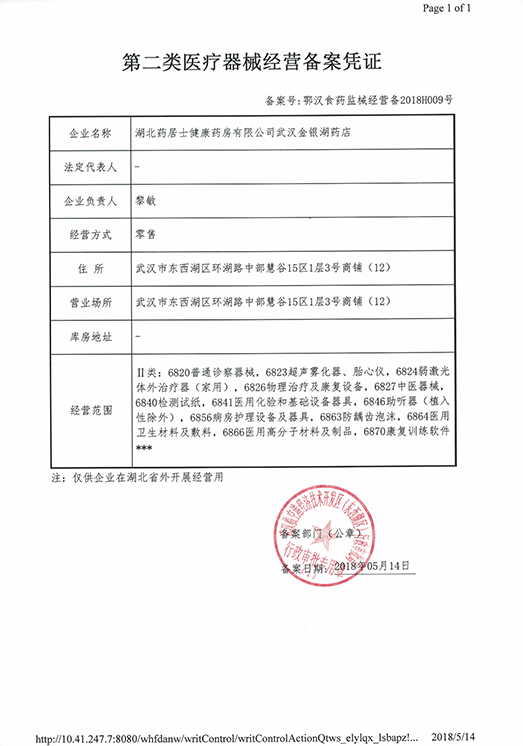 Page 1 of 1
第二类医疗器械经营备案凭证
备案号:鄂汉食药监械经营备2018H009号
企业名称 湖北药居士健康药房有限公司武汉金银湖药店
法定代表人 -
企业负责人 黎敏
经营方式 零售
住 所 武汉市东西湖区环湖路中部慧谷15区1层3号商铺（12）
营业场所 武汉市东西湖区环湖路中部慧谷15区1层3号商铺（12）
库房地址 -
经营范围
Ⅱ类：6820普通诊察器械，6823超声雾化器、胎心仪，6824弱激光
体外治疗器（家用），6826物理治疗及康复设备，6827中医器械，
6840检测试纸，6841医用化验和基础设备器具，6846助听器（植入
性除外），6856病房护理设备及器具，6863防龋齿泡沫，6864医用
卫生材料及敷料，6866医用高分子材料及制品，6870康复训练软件
***
注：仅供企业在湖北省外开展经营用
备案部门（公章）
行政审批专用章
备案日期：2018年05月14日
http://10.41.247.7:8080/whfdanw/writControl/writControlActionQtws_elylqx_lsbapz!... 2018/5/14